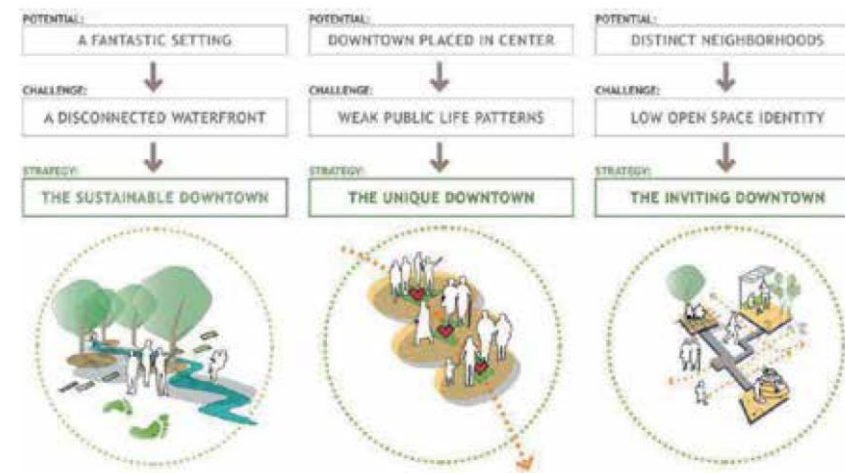 POTENTIAL:
A FANTASTIC SETTING
CHALLENGE:
A DISCONNECTED WATERFRONT
STRATEGY:
THE SUSTAINABLE DOWNTOWN
POTENTIAL:
DOWNTOWN PLACED IN CENTER
CHALLENGE:
WEAK PUBLIC LIFE PATTERNS
STRATEGY:
THE UNIQUE DOWNTOWN
POTENTIAL:
DISTINCT NEIGHBORHOODS
CHALLENGE:
LOW OPEN SPACE IDENTITY
STRATEGY:
THE INVITING DOWNTOWN